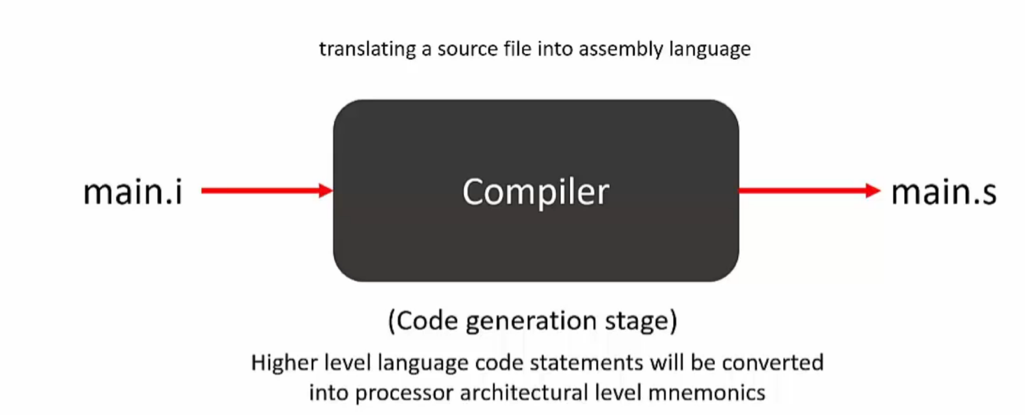 translating a source file into assembly language
main.i
Compiler
main.s
(Code generation stage)
Higher level language code statements will be converted
into processor architectural level mnemonics